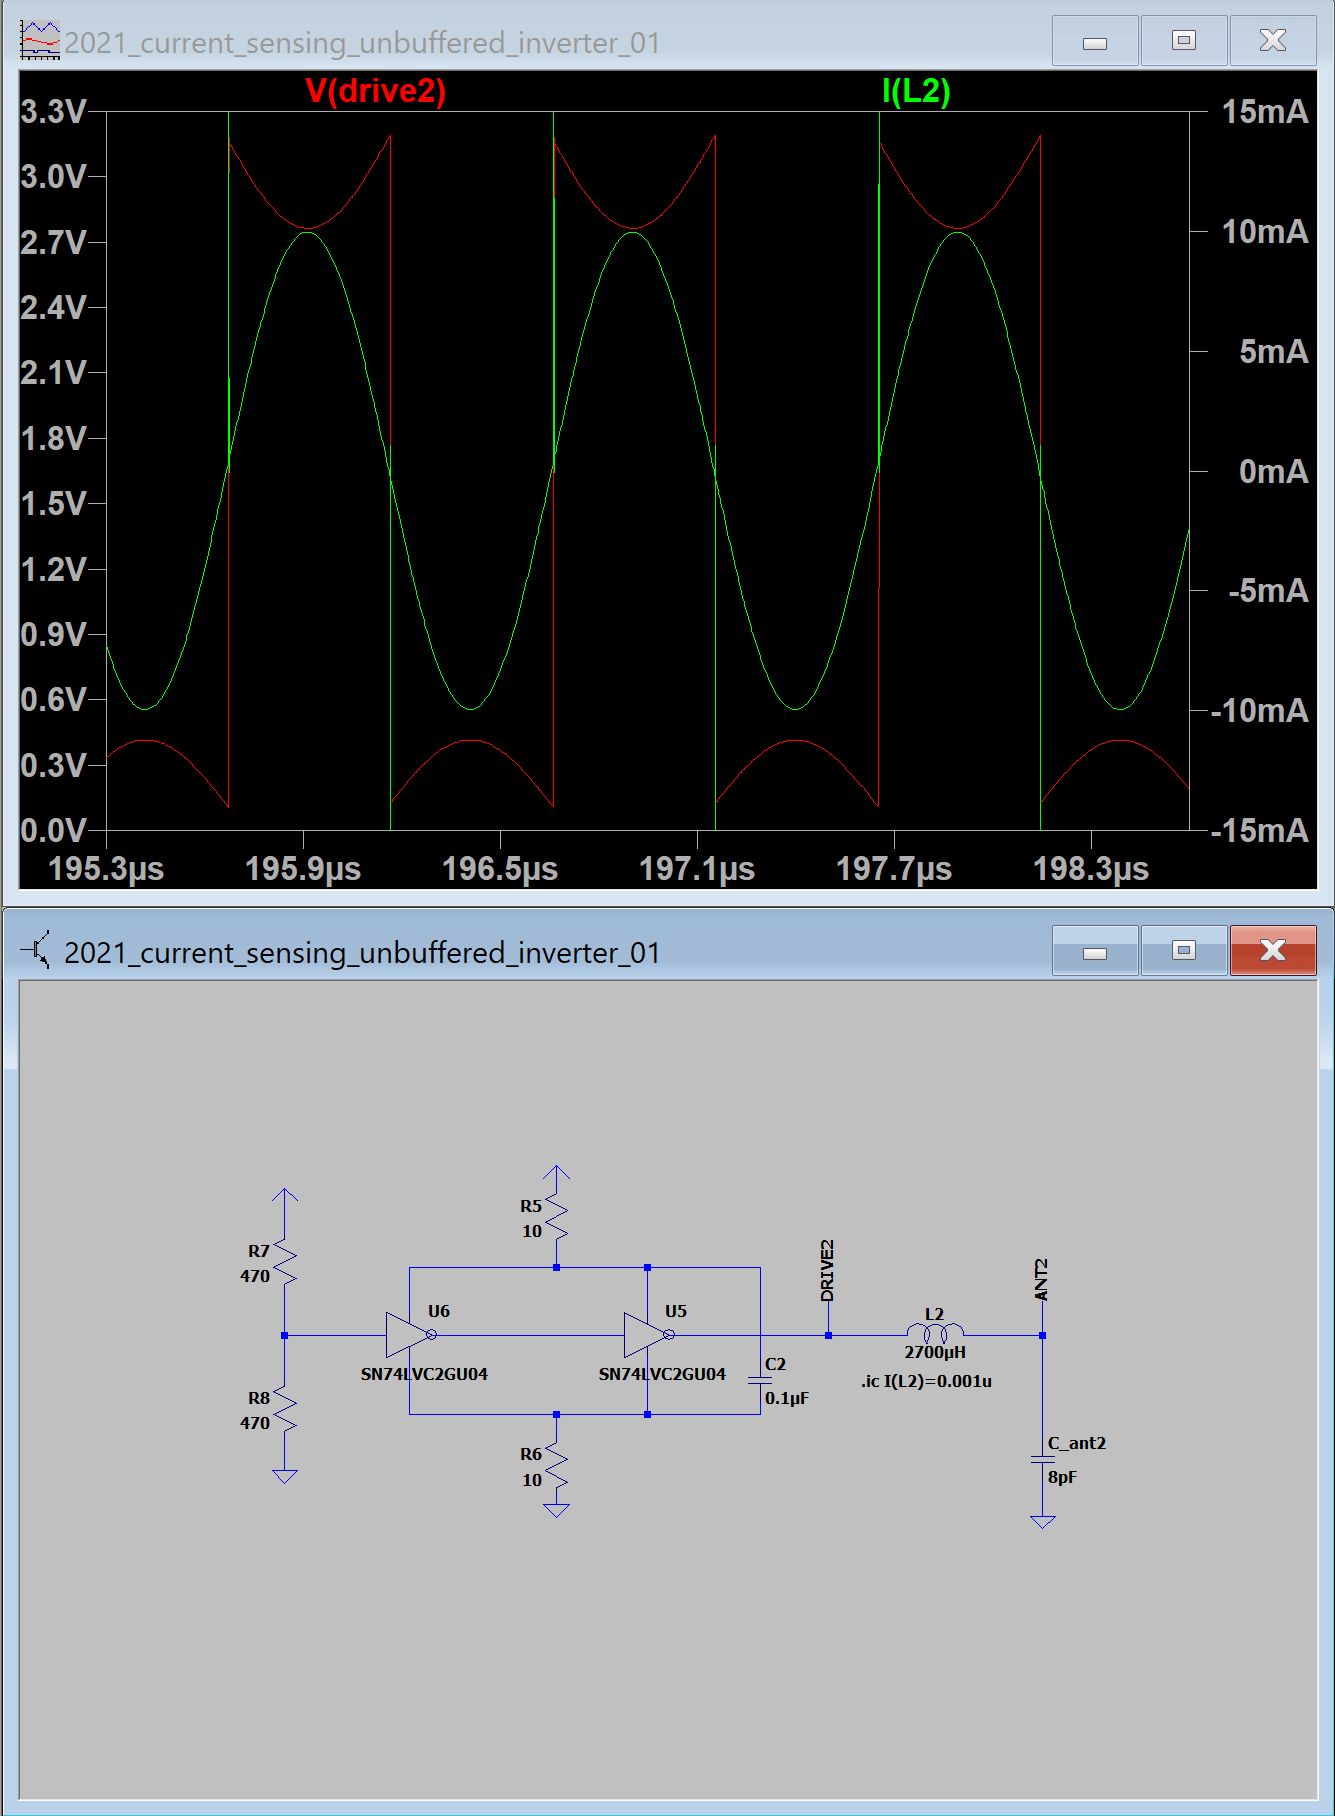 2021_current_sensing_unbuffered_inverter_01
V(drive2) I(L2)
3.3V 15mA
3.0V
2.7V 10mA
2.4V
2.1V 5mA
1.8V
1.5V 0mA
1.2V
0.9V -5mA
0.6V -10mA
0.3V
0.0V -15mA
195.3µs 195.9µs 196.5µs 197.1µs 197.7µs 198.3µs
2021_current_sensing_unbuffered_inverter_01
R5
10
R7
470
DRIVE2
ANT2
U6
U5
L2
2700µH
SN74LVC2GU04
SN74LVC2GU04
C2
0.1µF
.ic I(L2)=0.001u
R8
470
R6
10
C_ant2
8pF